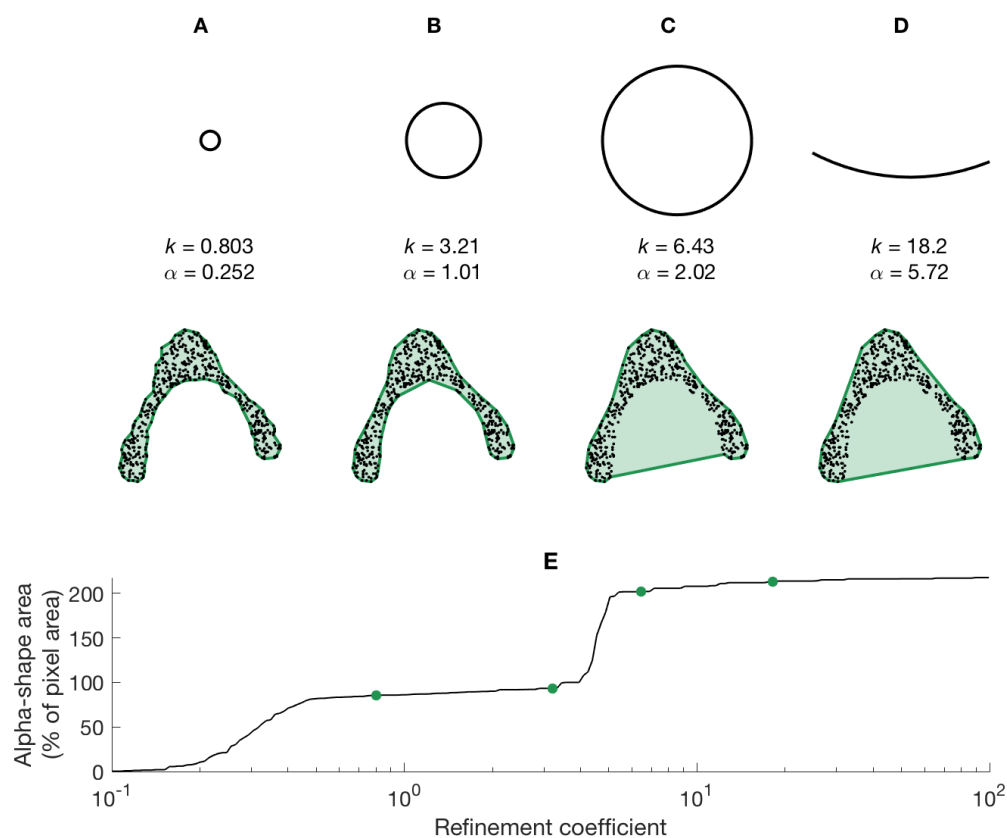 A B C D
k = 0.803 k = 3.21 k = 6.43 k = 18.2
α = 0.252 α = 1.01 α = 2.02 α = 5.72
E
Alpha-shape area
(% of pixel area)
200
150
100
50
0
10⁻¹ 10⁰ 10¹ 10²
Refinement coefficient